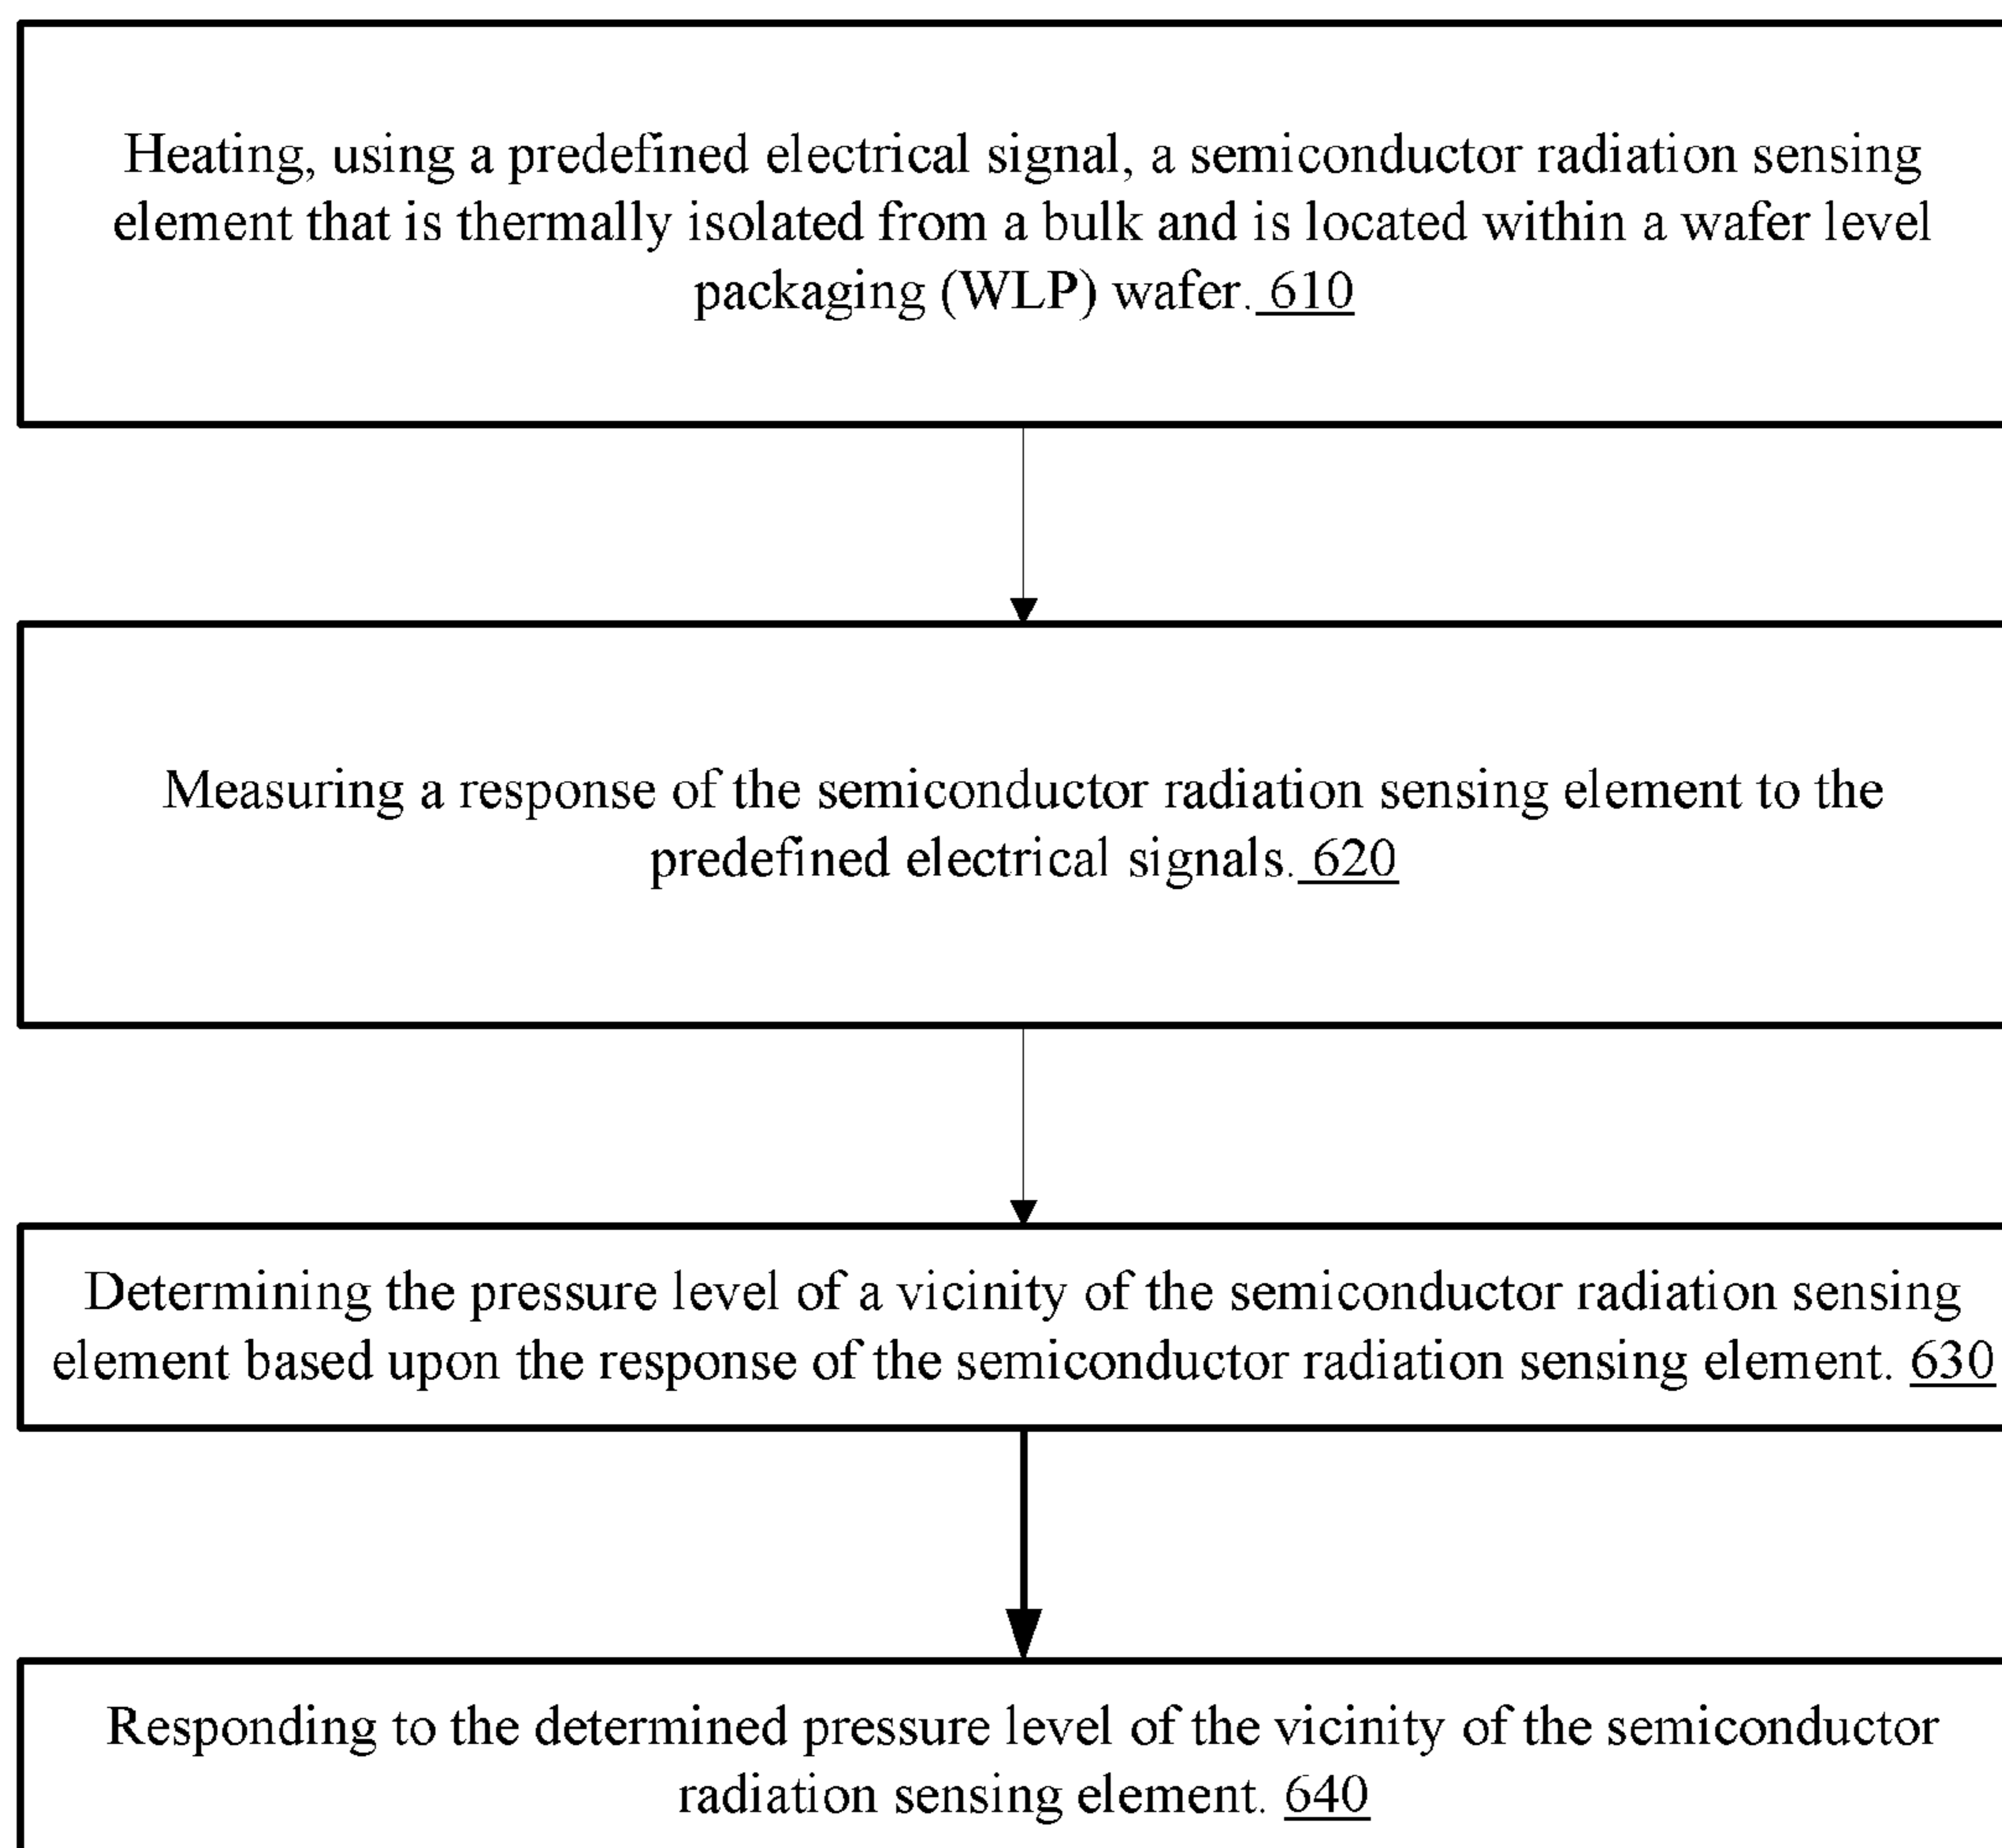 Heating, using a predefined electrical signal, a semiconductor radiation sensing
element that is thermally isolated from a bulk and is located within a wafer level
packaging (WLP) wafer. 610
Measuring a response of the semiconductor radiation sensing element to the
predefined electrical signals. 620
Determining the pressure level of a vicinity of the semiconductor radiation sensing
element based upon the response of the semiconductor radiation sensing element. 630
Responding to the determined pressure level of the vicinity of the semiconductor
radiation sensing element. 640